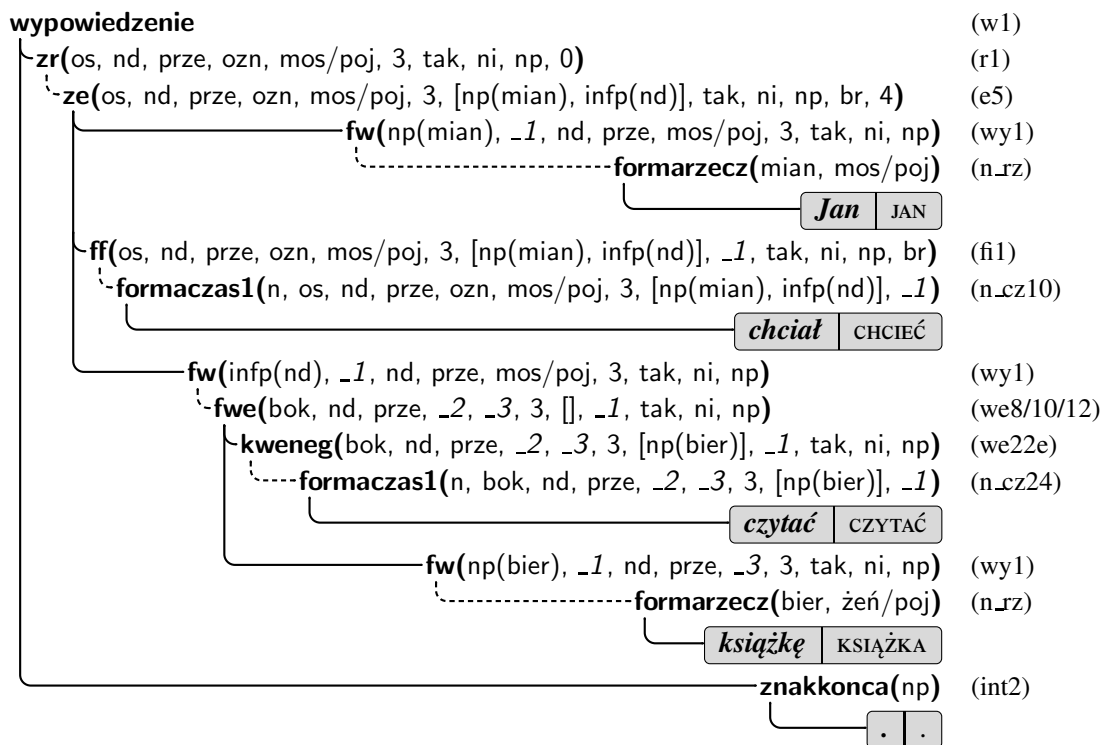 wypowiedzenie (w1)
zr(os, nd, prze, ozn, mos/poj, 3, tak, ni, np, 0) (r1)
ze(os, nd, prze, ozn, mos/poj, 3, [np(mian), infp(nd)], tak, ni, np, br, 4) (e5)
fw(np(mian), _1, nd, prze, mos/poj, 3, tak, ni, np) (wy1)
formarzecz(mian, mos/poj) (n_rz)
Jan JAN
ff(os, nd, prze, ozn, mos/poj, 3, [np(mian), infp(nd)], _1, tak, ni, np, br) (fi1)
formaczas1(n, os, nd, prze, ozn, mos/poj, 3, [np(mian), infp(nd)], _1) (n_cz10)
chciał CHCIEĆ
fw(infp(nd), _1, nd, prze, mos/poj, 3, tak, ni, np) (wy1)
fwe(bok, nd, prze, _2, _3, 3, [], _1, tak, ni, np) (we8/10/12)
kweneg(bok, nd, prze, _2, _3, 3, [np(bier)], _1, tak, ni, np) (we22e)
formaczas1(n, bok, nd, prze, _2, _3, 3, [np(bier)], _1) (n_cz24)
czytać CZYTAĆ
fw(np(bier), _1, nd, prze, _3, 3, tak, ni, np) (wy1)
formarzecz(bier, żeń/poj) (n_rz)
książkę KSIĄŻKA
znakkonca(np) (int2)
. .